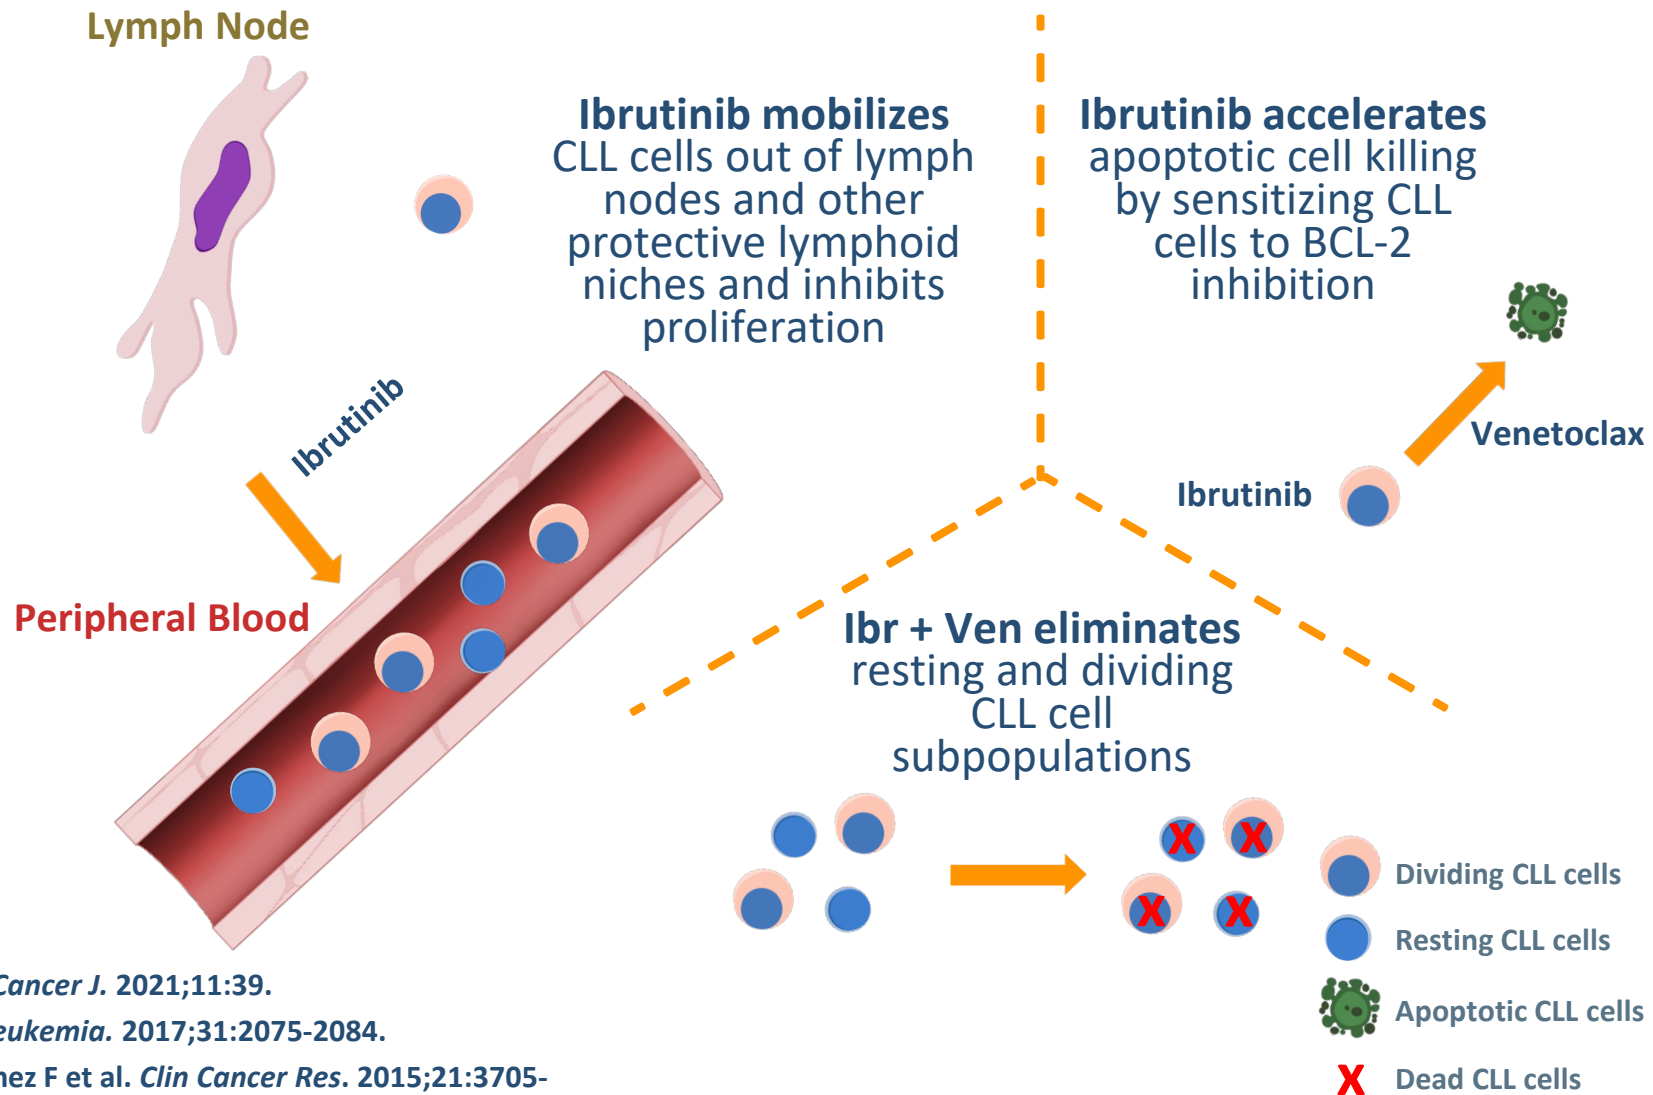 Lymph Node
Ibrutinib mobilizes
CLL cells out of lymph
nodes and other
protective lymphoid
niches and inhibits
proliferation
Ibrutinib accelerates
apoptotic cell killing
by sensitizing CLL
cells to BCL-2
inhibition
Ibrutinib
Venetoclax
Ibrutinib
Peripheral Blood
Ibr + Ven eliminates
resting and dividing
CLL cell
subpopulations
X X
X X
Dividing CLL cells
Resting CLL cells
Apoptotic CLL cells
X Dead CLL cells
Cancer J. 2021;11:39.
eukemia. 2017;31:2075-2084.
nez F et al. Clin Cancer Res. 2015;21:3705-